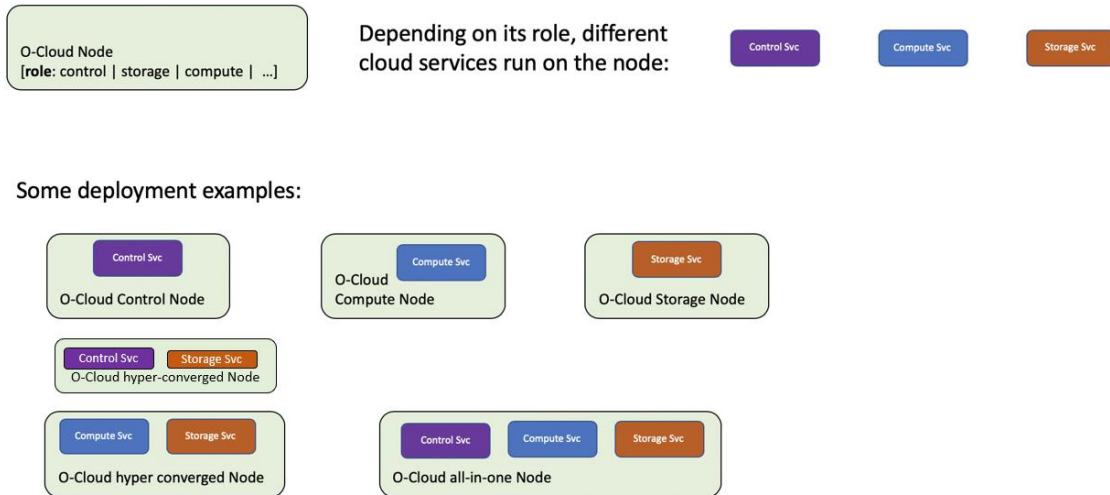 O-Cloud Node
[role: control | storage | compute | ...]
Depending on its role, different
cloud services run on the node:
Control Svc
Compute Svc
Storage Svc
Some deployment examples:
Control Svc
O-Cloud Control Node
Compute Svc
O-Cloud
Compute Node
Storage Svc
O-Cloud Storage Node
Control Svc
Storage Svc
O-Cloud hyper-converged Node
Compute Svc
Storage Svc
O-Cloud hyper converged Node
Control Svc
Compute Svc
Storage Svc
O-Cloud all-in-one Node